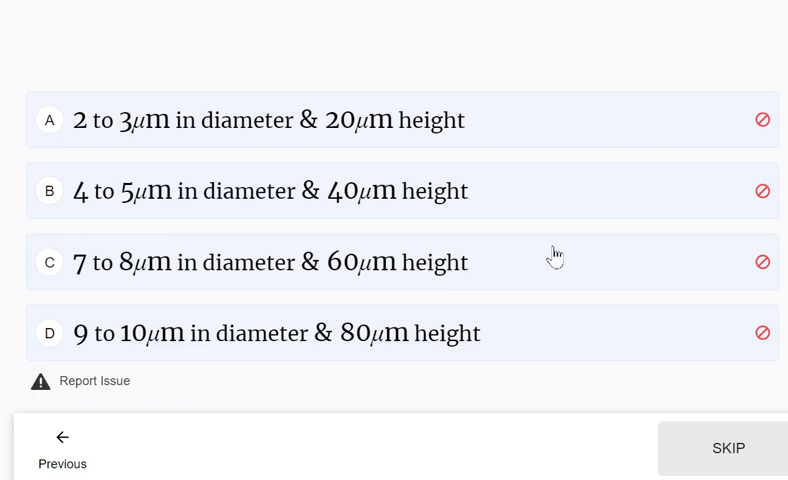 A 2 to 3μm in diameter & 20μm height
B 4 to 5μm in diameter & 40μm height
C 7 to 8μm in diameter & 60μm height
D 9 to 10μm in diameter & 80μm height
Report Issue
SKIP
Previous